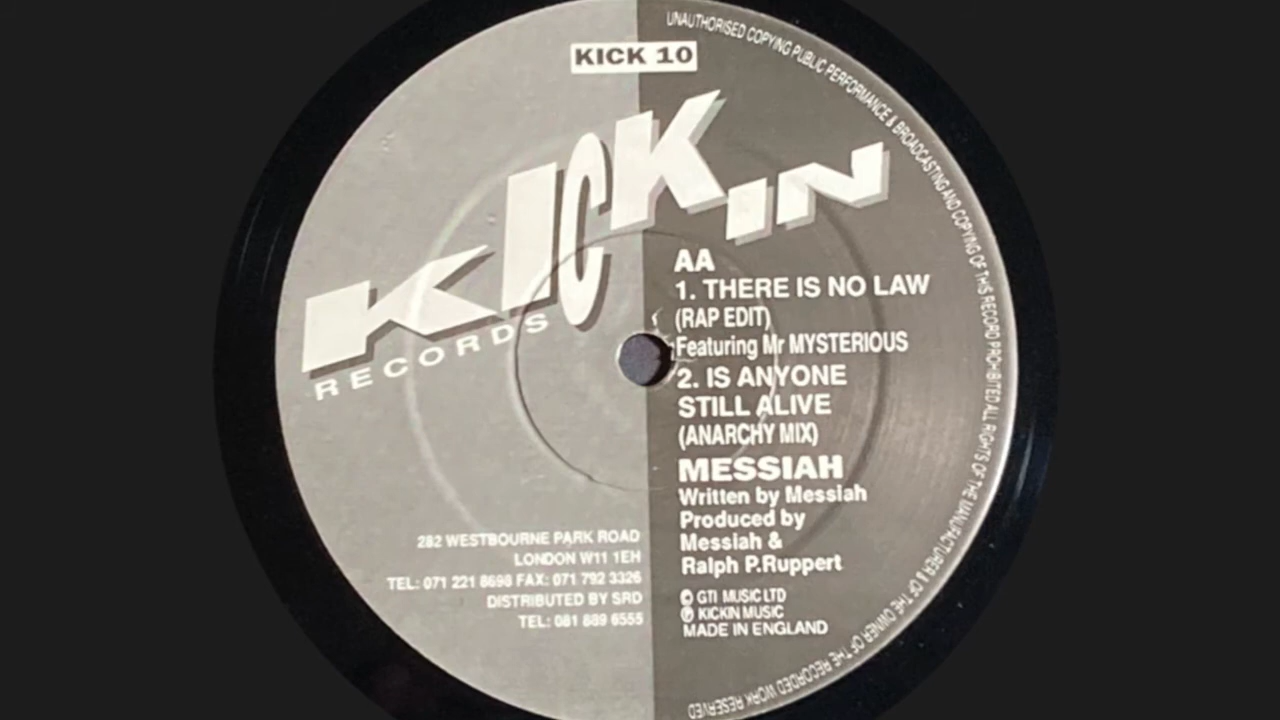 KICK 10
KICKIN
RECORDS
AA
1. THERE IS NO LAW
(RAP EDIT)
Featuring Mr MYSTERIOUS
2. IS ANYONE
STILL ALIVE
(ANARCHY MIX)
MESSIAH
Written by Messiah
Produced by
Messiah &
Ralph P.Ruppert
© GTI MUSIC LTD
℗ KICKIN MUSIC
MADE IN ENGLAND
282 WESTBOURNE PARK ROAD
LONDON W11 1EH
TEL: 071 221 8698 FAX: 071 792 3326
DISTRIBUTED BY SRD
TEL: 081 889 6555
UNAUTHORISED COPYING PUBLIC PERFORMANCE & BROADCASTING AND COPYING OF THIS RECORD PROHIBITED ALL RIGHTS OF THE MANUFACTURER & OF THE OWNER OF THE RECORDED WORK RESERVED